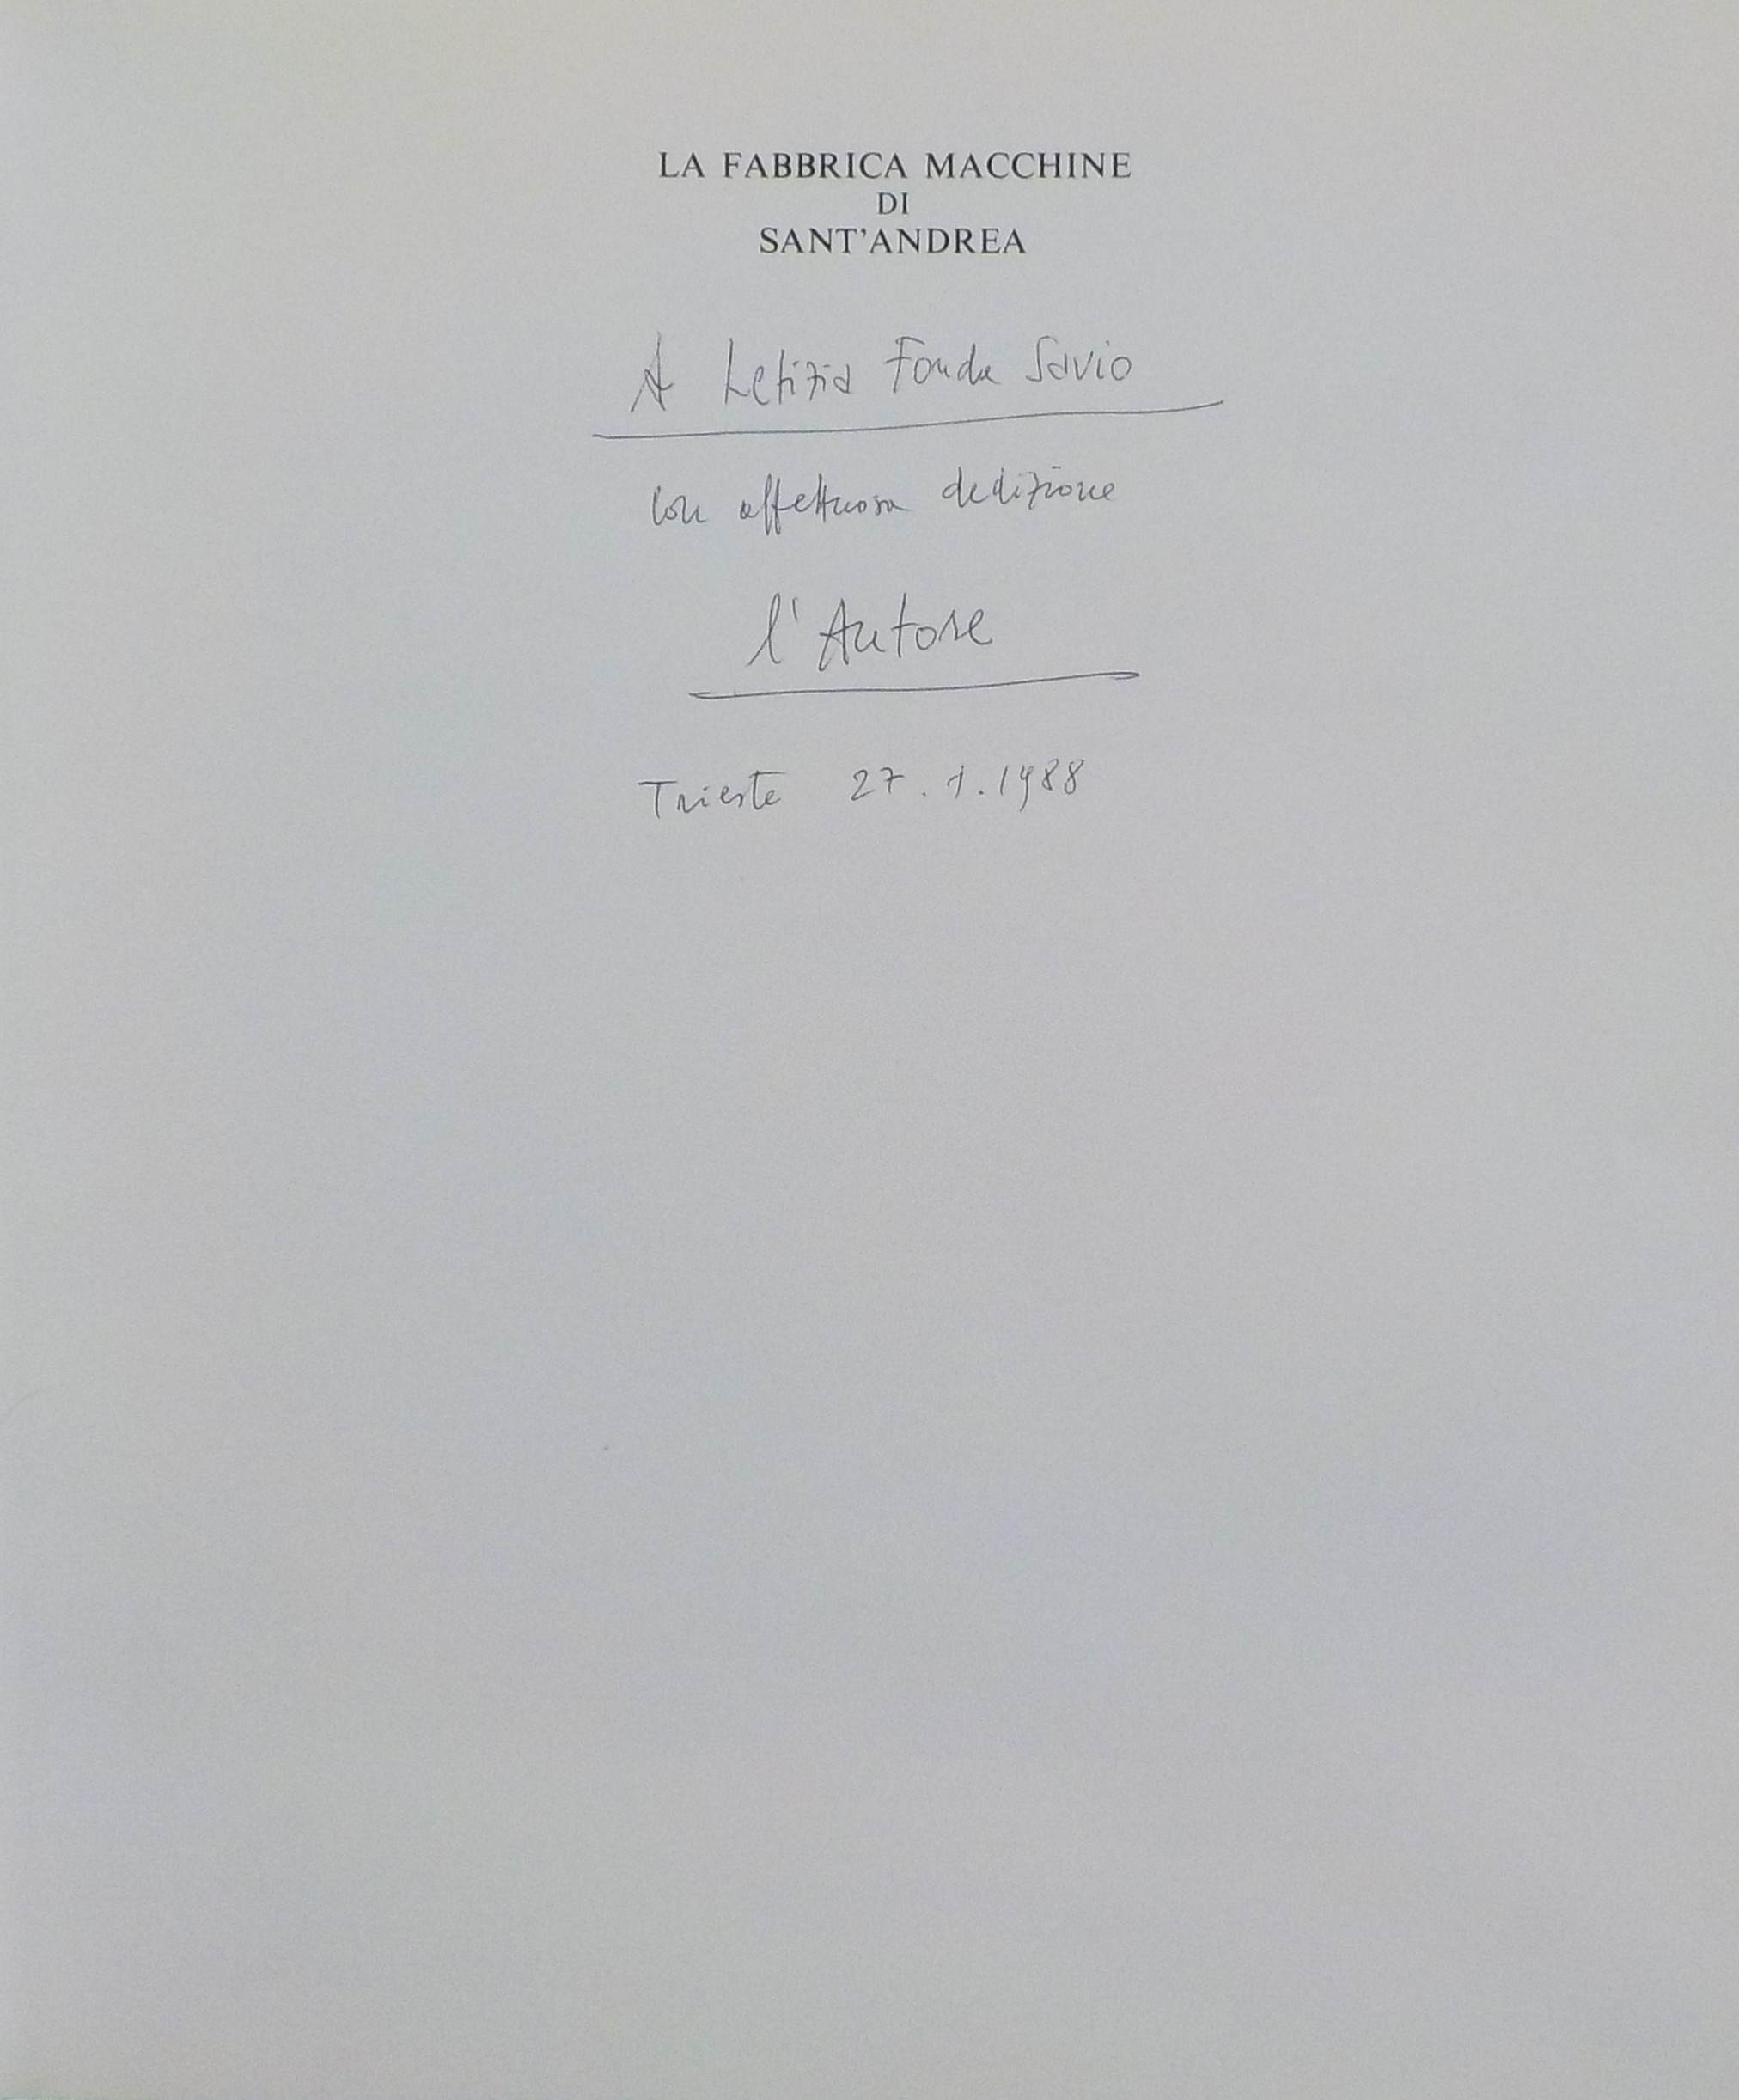 LA FABBRICA MACCHINE
DI
SANT'ANDREA
A Letizia Fonda Savio
con affettuosa dedizione
l'Autore
Trieste 27.1.1988